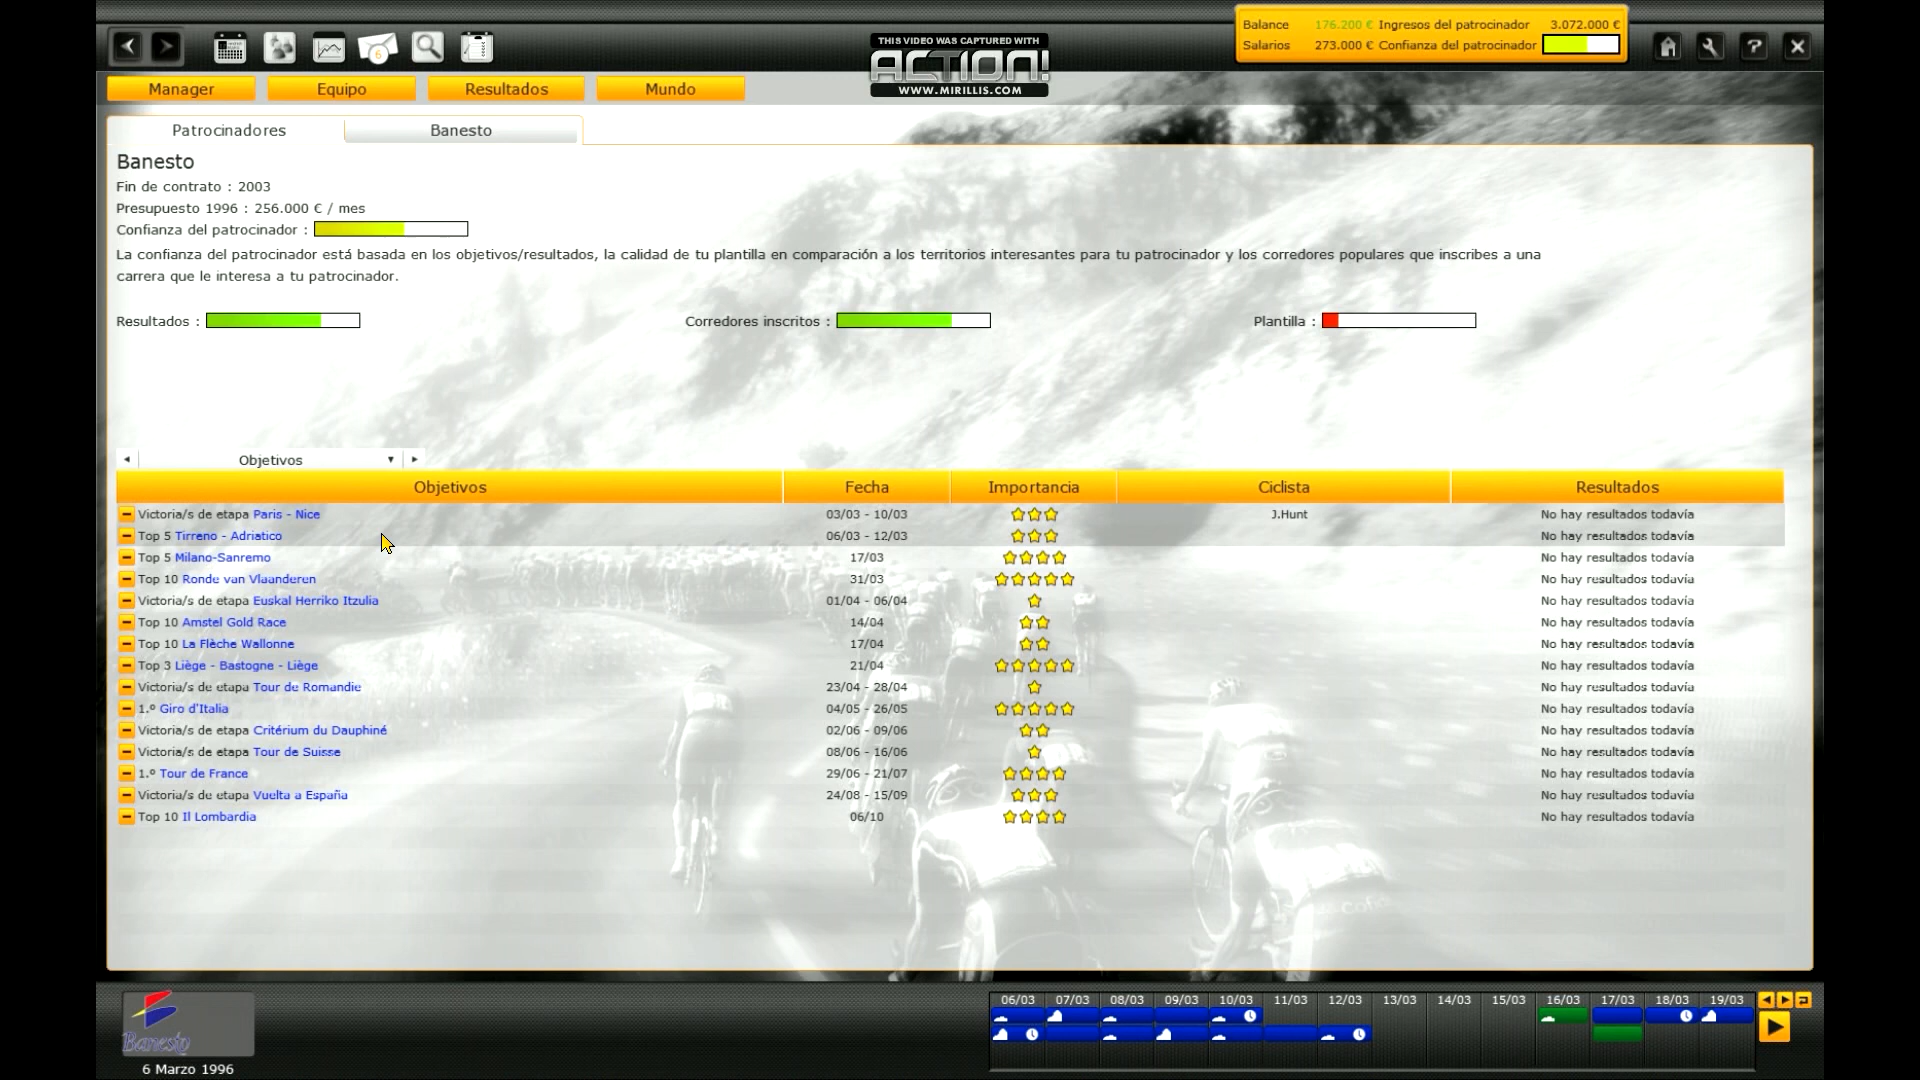 THIS VIDEO WAS CAPTURED WITH
ACTION!
WWW.MIRILLIS.COM
Balance 176.200 € Ingresos del patrocinador 3.072.000 €
Salarios 273.000 € Confianza del patrocinador
6
Manager Equipo Resultados Mundo
Patrocinadores Banesto
Banesto
Fin de contrato : 2003
Presupuesto 1996 : 256.000 € / mes
Confianza del patrocinador :
La confianza del patrocinador está basada en los objetivos/resultados, la calidad de tu plantilla en comparación a los territorios interesantes para tu patrocinador y los corredores populares que inscribes a una
carrera que le interesa a tu patrocinador.
Resultados : Corredores inscritos : Plantilla :
Objetivos
Objetivos Fecha Importancia Ciclista Resultados
Victoria/s de etapa Paris - Nice 03/03 - 10/03 J.Hunt No hay resultados todavía
Top 5 Tirreno - Adriatico 06/03 - 12/03 No hay resultados todavía
Top 5 Milano-Sanremo 17/03 No hay resultados todavía
Top 10 Ronde van Vlaanderen 31/03 No hay resultados todavía
Victoria/s de etapa Euskal Herriko Itzulia 01/04 - 06/04 No hay resultados todavía
Top 10 Amstel Gold Race 14/04 No hay resultados todavía
Top 10 La Flèche Wallonne 17/04 No hay resultados todavía
Top 3 Liège - Bastogne - Liège 21/04 No hay resultados todavía
Victoria/s de etapa Tour de Romandie 23/04 - 28/04 No hay resultados todavía
1.º Giro d'Italia 04/05 - 26/05 No hay resultados todavía
Victoria/s de etapa Critérium du Dauphiné 02/06 - 09/06 No hay resultados todavía
Victoria/s de etapa Tour de Suisse 08/06 - 16/06 No hay resultados todavía
1.º Tour de France 29/06 - 21/07 No hay resultados todavía
Victoria/s de etapa Vuelta a España 24/08 - 15/09 No hay resultados todavía
Top 10 Il Lombardia 06/10 No hay resultados todavía
06/03 07/03 08/03 09/03 10/03 11/03 12/03 13/03 14/03 15/03 16/03 17/03 18/03 19/03
Banesto
6 Marzo 1996